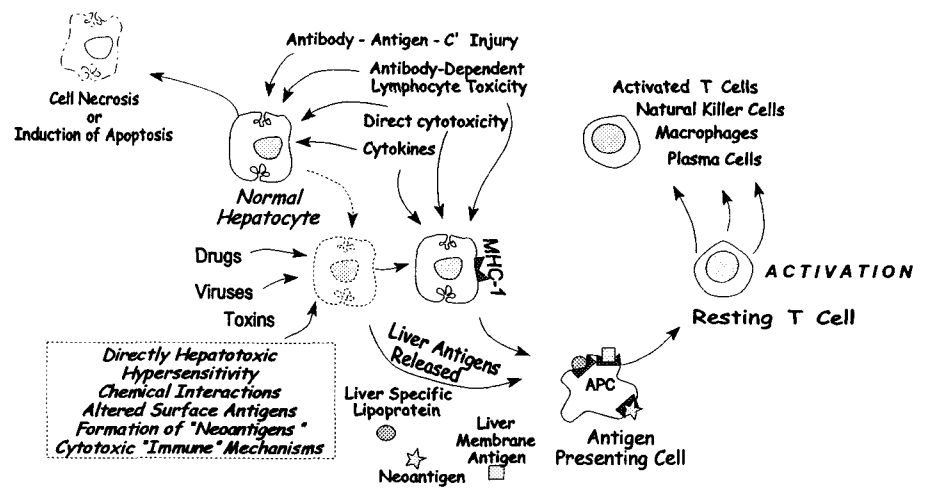 Antibody - Antigen - C' Injury
Antibody-Dependent
Lymphocyte Toxicity
Direct cytotoxicity
Cytokines
Cell Necrosis
or
Induction of Apoptosis
Normal
Hepatocyte
Activated T Cells
Natural Killer Cells
Macrophages
Plasma Cells
Drugs
Viruses
Toxins
MHC-1
ACTIVATION
Resting T Cell
Directly Hepatotoxic
Hypersensitivity
Chemical Interactions
Altered Surface Antigens
Formation of "Neoantigens"
Cytotoxic "Immune" Mechanisms
Liver Antigens
Released
Liver Specific
Lipoprotein
Neoantigen
Liver
Membrane
Antigen
APC
Antigen
Presenting Cell